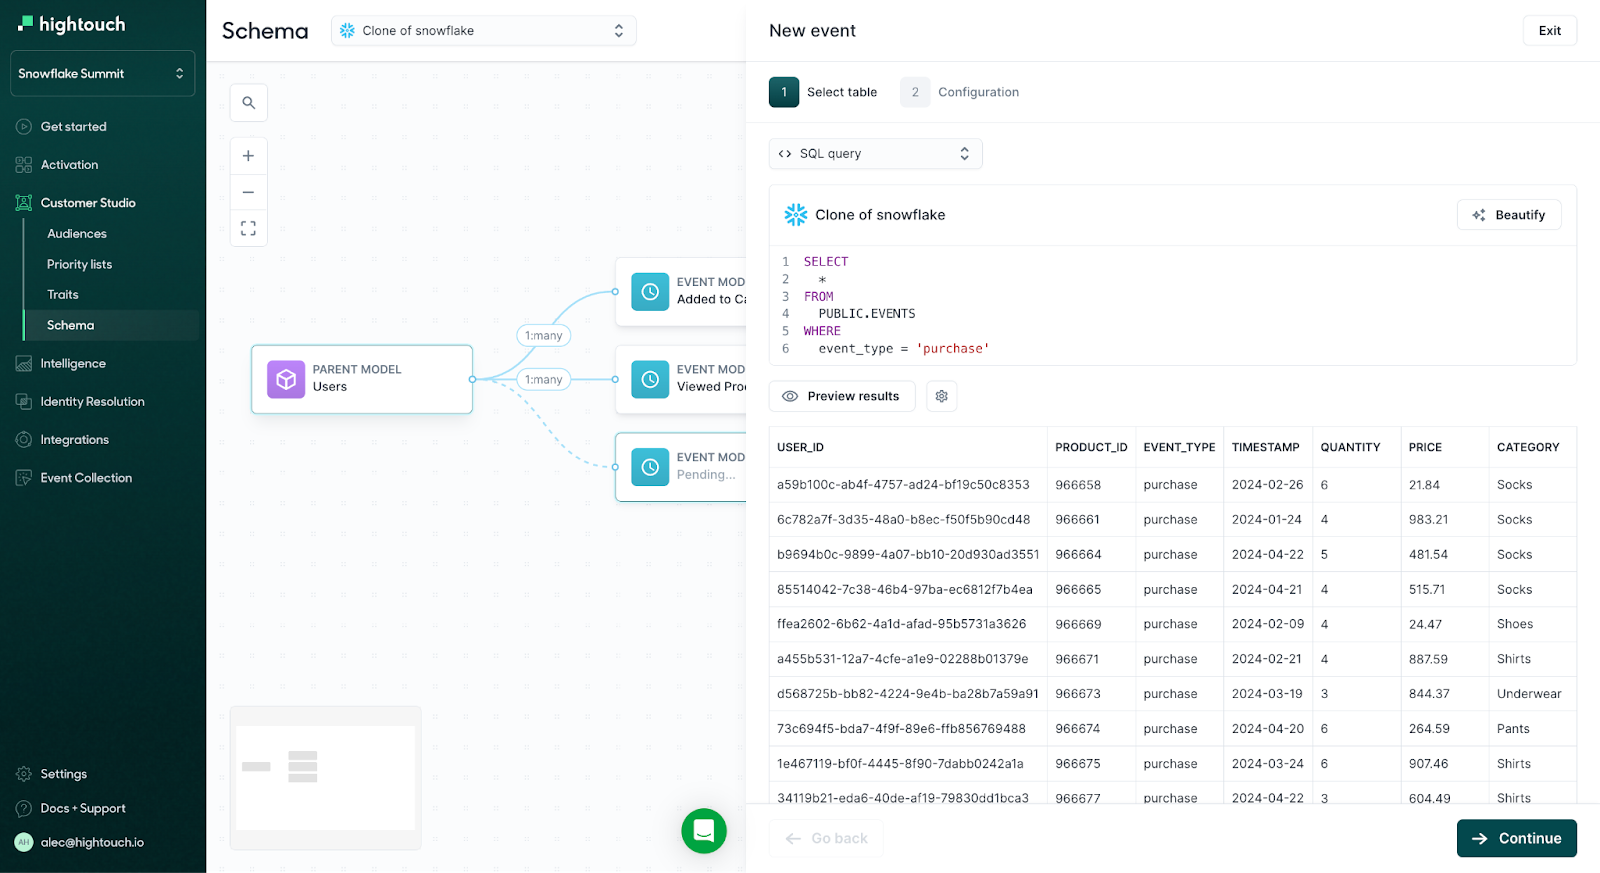 hightouch
Snowflake Summit
Get started
Activation
Customer Studio
Audiences
Priority lists
Traits
Schema
Intelligence
Identity Resolution
Integrations
Event Collection
Settings
Docs + Support
AH alec@hightouch.io
Schema
Clone of snowflake
PARENT MODEL
Users
1:many
1:many
EVENT MOD
Added to Ca
EVENT MOD
Viewed Proc
EVENT MOD
Pending...
New event
Exit
1 Select table
2 Configuration
<> SQL query
Clone of snowflake
Beautify
1 SELECT
2 *
3 FROM
4 PUBLIC.EVENTS
5 WHERE
6 event_type = 'purchase'
Preview results
USER_ID PRODUCT_ID EVENT_TYPE TIMESTAMP QUANTITY PRICE CATEGORY
a59b100c-ab4f-4757-ad24-bf19c50c8353 966658 purchase 2024-02-26 6 21.84 Socks
6c782a7f-3d35-48a0-b8ec-f50f5b90cd48 966661 purchase 2024-01-24 4 983.21 Socks
b9694b0c-9899-4a07-bb10-20d930ad3551 966664 purchase 2024-04-22 5 481.54 Socks
85514042-7c38-46b4-97ba-ec6812f7b4ea 966665 purchase 2024-04-21 4 515.71 Socks
ffea2602-6b62-4a1d-afad-95b5731a3626 966669 purchase 2024-02-09 4 24.47 Shoes
a455b531-12a7-4cfe-a1e9-02288b01379e 966671 purchase 2024-02-21 4 887.59 Shirts
d568725b-bb82-4224-9e4b-ba28b7a59a91 966673 purchase 2024-03-19 3 844.37 Underwear
73c694f5-bda7-4f9f-89e6-ffb856769488 966674 purchase 2024-04-20 6 264.59 Pants
1e467119-bf0f-4445-8f90-7dabb0242a1a 966675 purchase 2024-03-24 6 907.46 Shirts
34119b21-eda6-40de-af19-79830dd1bca3 966677 purchase 2024-04-22 3 604.49 Shirts
Go back
Continue